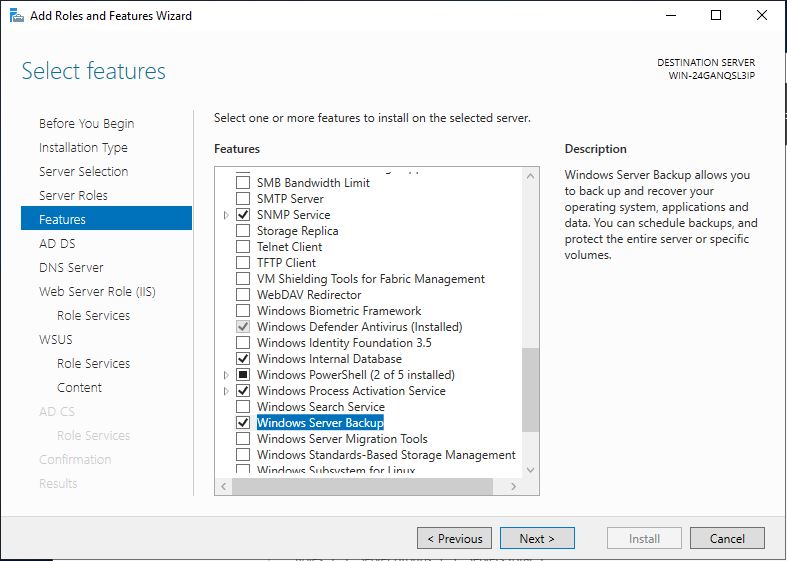 Add Roles and Features Wizard
Select features
DESTINATION SERVER
WIN-24GANQSL3IP
Before You Begin
Installation Type
Server Selection
Server Roles
Features
AD DS
DNS Server
Web Server Role (IIS)
Role Services
WSUS
Role Services
Content
AD CS
Role Services
Confirmation
Results
Select one or more features to install on the selected server.
Features
SMB Bandwidth Limit
SMTP Server
SNMP Service
Storage Replica
Telnet Client
TFTP Client
VM Shielding Tools for Fabric Management
WebDAV Redirector
Windows Biometric Framework
Windows Defender Antivirus (Installed)
Windows Identity Foundation 3.5
Windows Internal Database
Windows PowerShell (2 of 5 installed)
Windows Process Activation Service
Windows Search Service
Windows Server Backup
Windows Server Migration Tools
Windows Standards-Based Storage Management
Windows Subsystem for Linux
Description
Windows Server Backup allows you
to back up and recover your
operating system, applications and
data. You can schedule backups, and
protect the entire server or specific
volumes.
< Previous
Next >
Install
Cancel